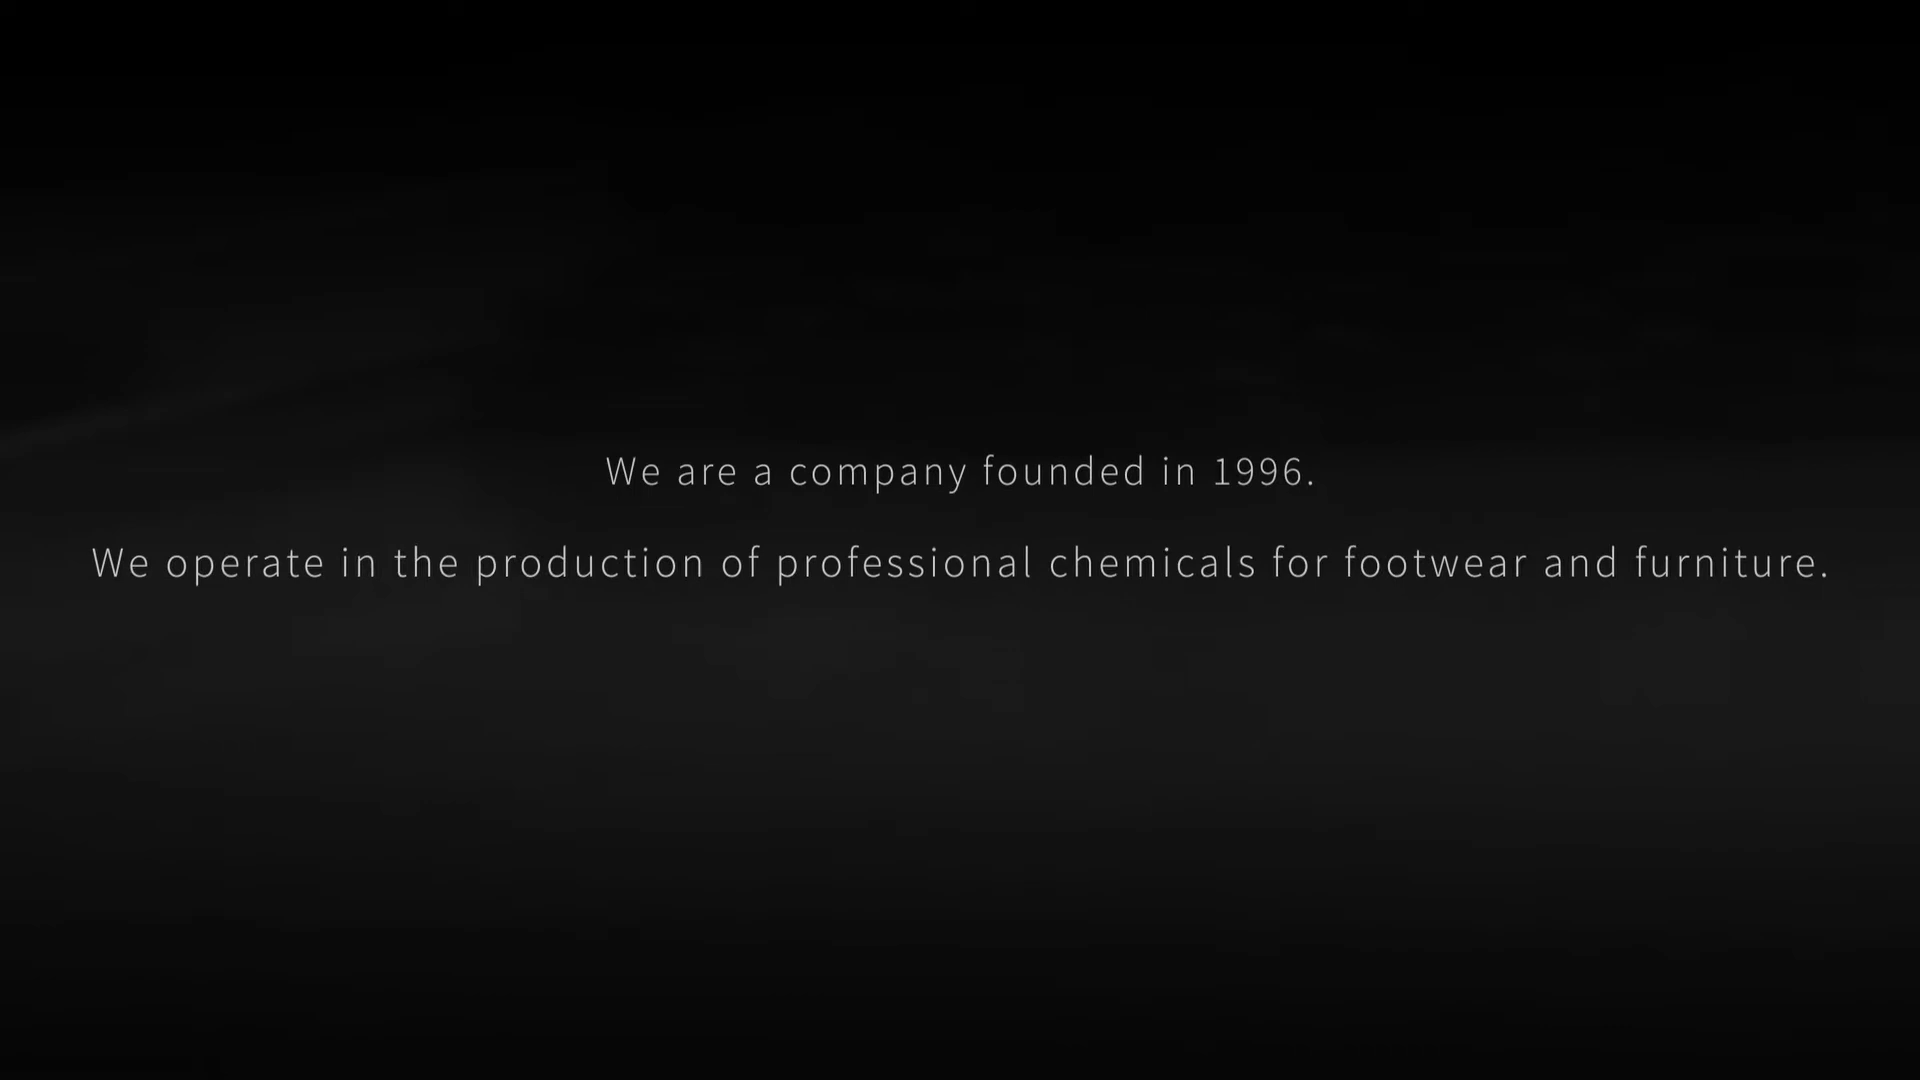 We are a company founded in 1996.
We operate in the production of professional chemicals for footwear and furniture.